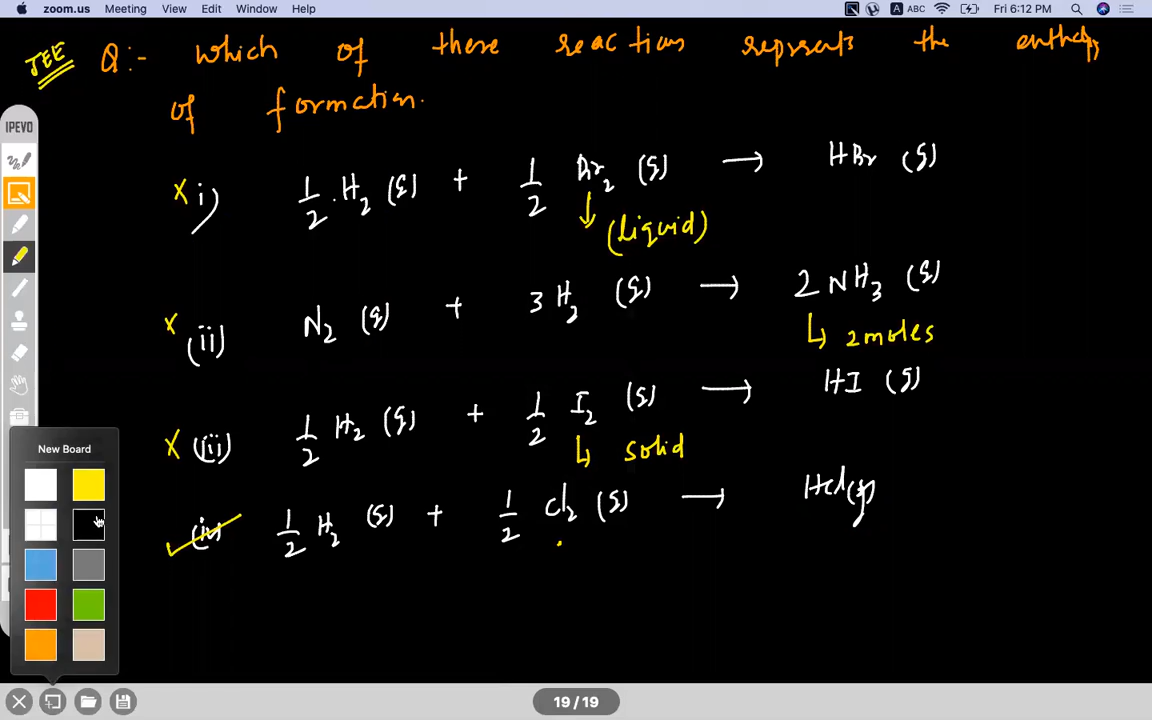 zoom.us Meeting View Edit Window Help ABC Fri 6:12 PM
JEE Q:- which of there reactions represnts the enthalpy
of formation.
IPEVO
X i) 1/2 H2 (g) + 1/2 Br2 (g) → HBr (g)
↓ (liquid)
X (ii) N2 (g) + 3 H2 (g) → 2 NH3 (g)
↳ 2 moles
X (iii) 1/2 H2 (g) + 1/2 I2 (g) → HI (g)
↳ solid
New Board
✓ (iv) 1/2 H2 (g) + 1/2 Cl2 (g) → HCl(g)
19 / 19